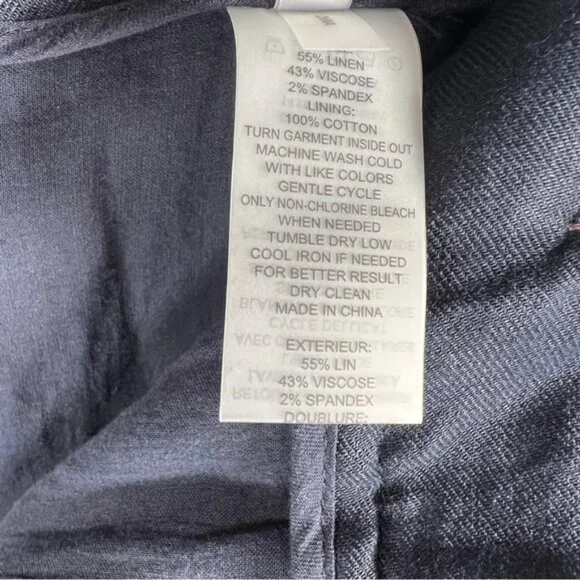 55% LINEN
43% VISCOSE
2% SPANDEX
LINING:
100% COTTON
TURN GARMENT INSIDE OUT
MACHINE WASH COLD
WITH LIKE COLORS
GENTLE CYCLE
ONLY NON-CHLORINE BLEACH
WHEN NEEDED
TUMBLE DRY LOW
COOL IRON IF NEEDED
FOR BETTER RESULT
DRY CLEAN
MADE IN CHINA
EXTERIEUR:
55% LIN
43% VISCOSE
2% SPANDEX
DOUBLURE: